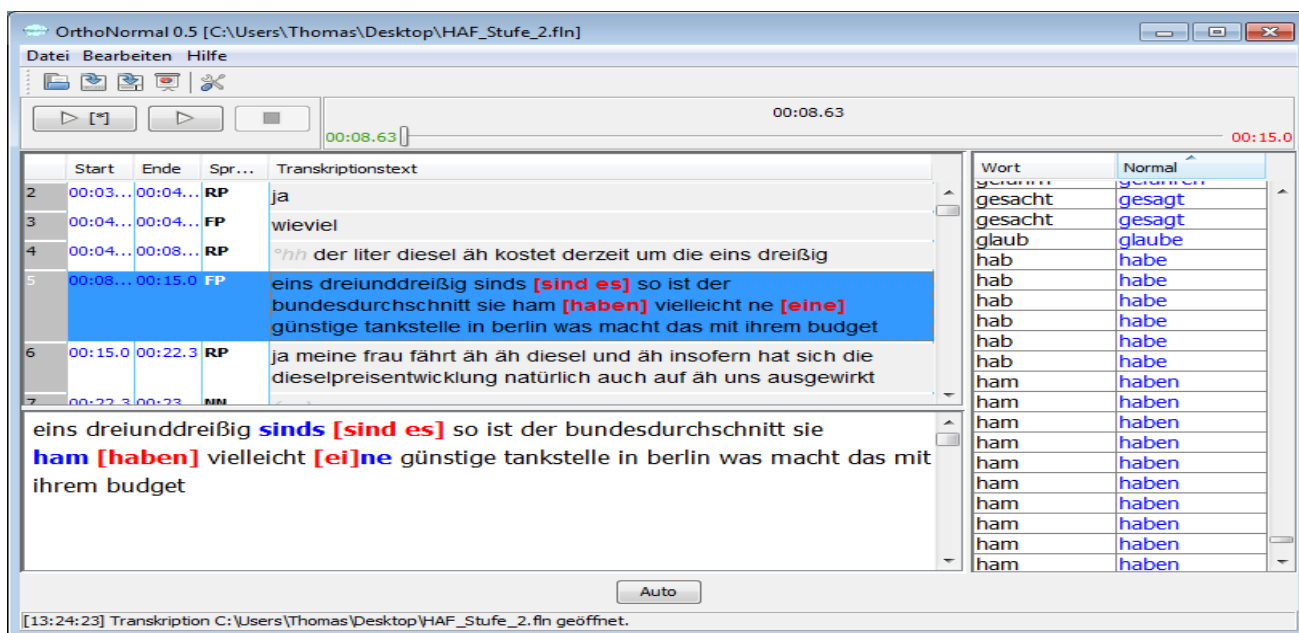 OrthoNormal 0.5 [C:\Users\Thomas\Desktop\HAF_Stufe_2.fln]
Datei Bearbeiten Hilfe
[*]
00:08.63
00:08.63
00:15.0
Start Ende Spr... Transkriptionstext
2 00:03... 00:04... RP ja
3 00:04... 00:04... FP wieviel
4 00:04... 00:08... RP °hh der liter diesel äh kostet derzeit um die eins dreißig
5 00:08... 00:15.0 FP eins dreiunddreißig sinds [sind es] so ist der
bundesdurchschnitt sie ham [haben] vielleicht ne [eine]
günstige tankstelle in berlin was macht das mit ihrem budget
6 00:15.0 00:22.3 RP ja meine frau fährt äh äh diesel und äh insofern hat sich die
dieselpreisentwicklung natürlich auch auf äh uns ausgewirkt
7 00:22.3 00:23... NN
eins dreiunddreißig sinds [sind es] so ist der bundesdurchschnitt sie
ham [haben] vielleicht [ei]ne günstige tankstelle in berlin was macht das mit
ihrem budget
Wort Normal
gesacht gesagt
gesacht gesagt
glaub glaube
hab habe
hab habe
hab habe
hab habe
hab habe
hab habe
ham haben
ham haben
ham haben
ham haben
ham haben
ham haben
ham haben
ham haben
ham haben
ham haben
Auto
[13:24:23] Transkription C:\Users\Thomas\Desktop\HAF_Stufe_2.fln geöffnet.